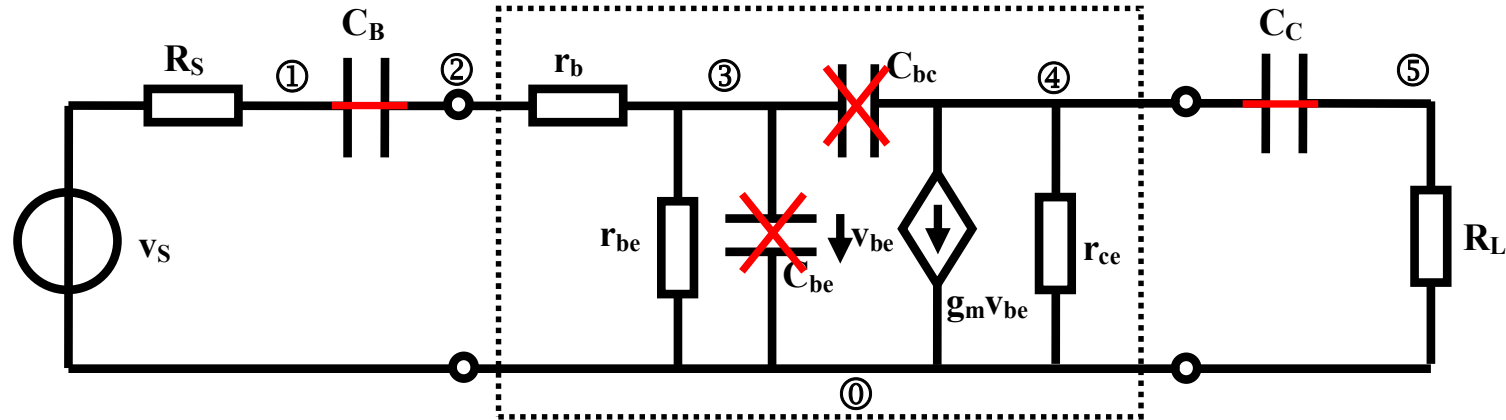 R_S
①
C_B
②
r_b
③
C_bc
④
C_C
⑤
v_S
r_be
C_be
v_be
g_m v_be
r_ce
R_L
⓪